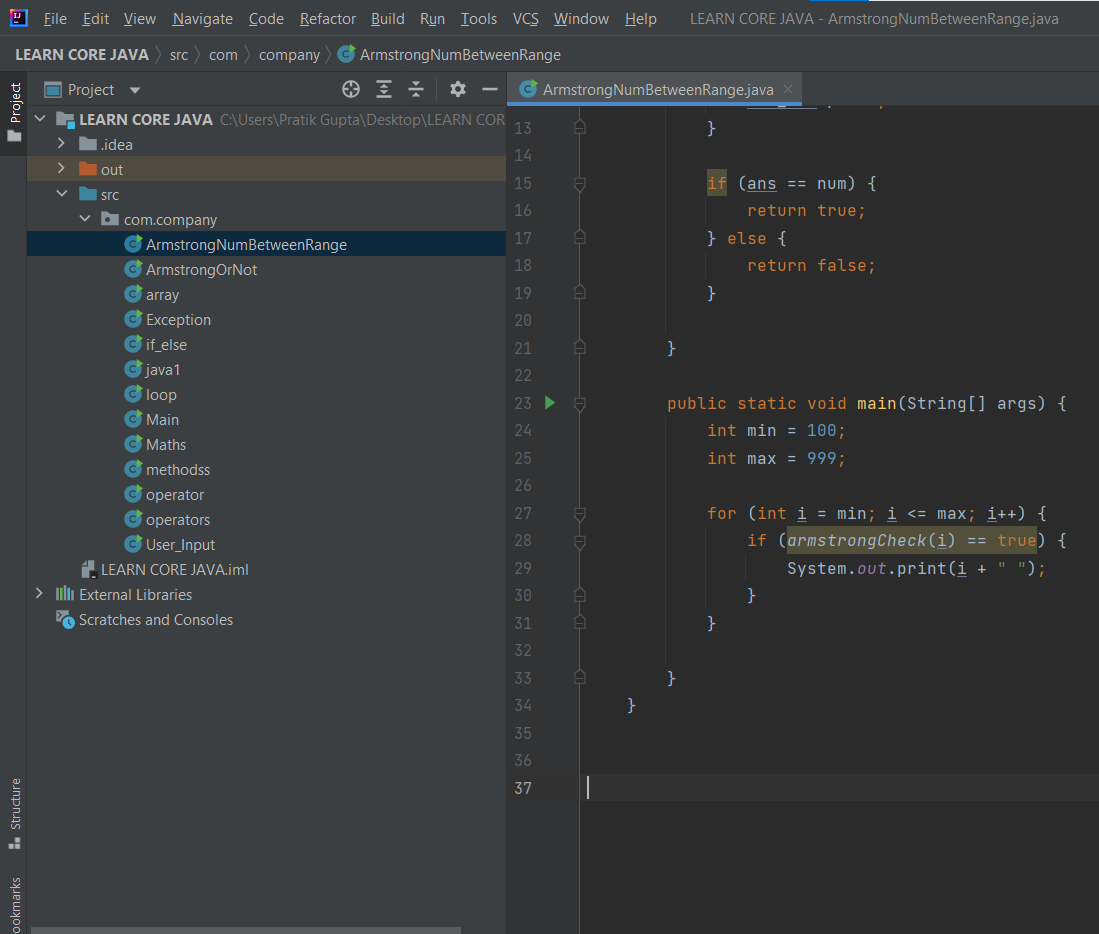 File Edit View Navigate Code Refactor Build Run Tools VCS Window Help LEARN CORE JAVA - ArmstrongNumBetweenRange.java
LEARN CORE JAVA src com company ArmstrongNumBetweenRange
Project
Project
LEARN CORE JAVA C:\Users\Pratik Gupta\Desktop\LEARN COR
.idea
out
src
com.company
ArmstrongNumBetweenRange
ArmstrongOrNot
array
Exception
if_else
java1
loop
Main
Maths
methodss
operator
operators
User_Input
LEARN CORE JAVA.iml
External Libraries
Scratches and Consoles
Structure
ArmstrongNumBetweenRange.java
13 }
14
15 if (ans == num) {
16 return true;
17 } else {
18 return false;
19 }
20
21 }
22
23 public static void main(String[] args) {
24 int min = 100;
25 int max = 999;
26
27 for (int i = min; i <= max; i++) {
28 if (armstrongCheck(i) == true) {
29 System.out.print(i + " ");
30 }
31 }
32
33 }
34 }
35
36
37